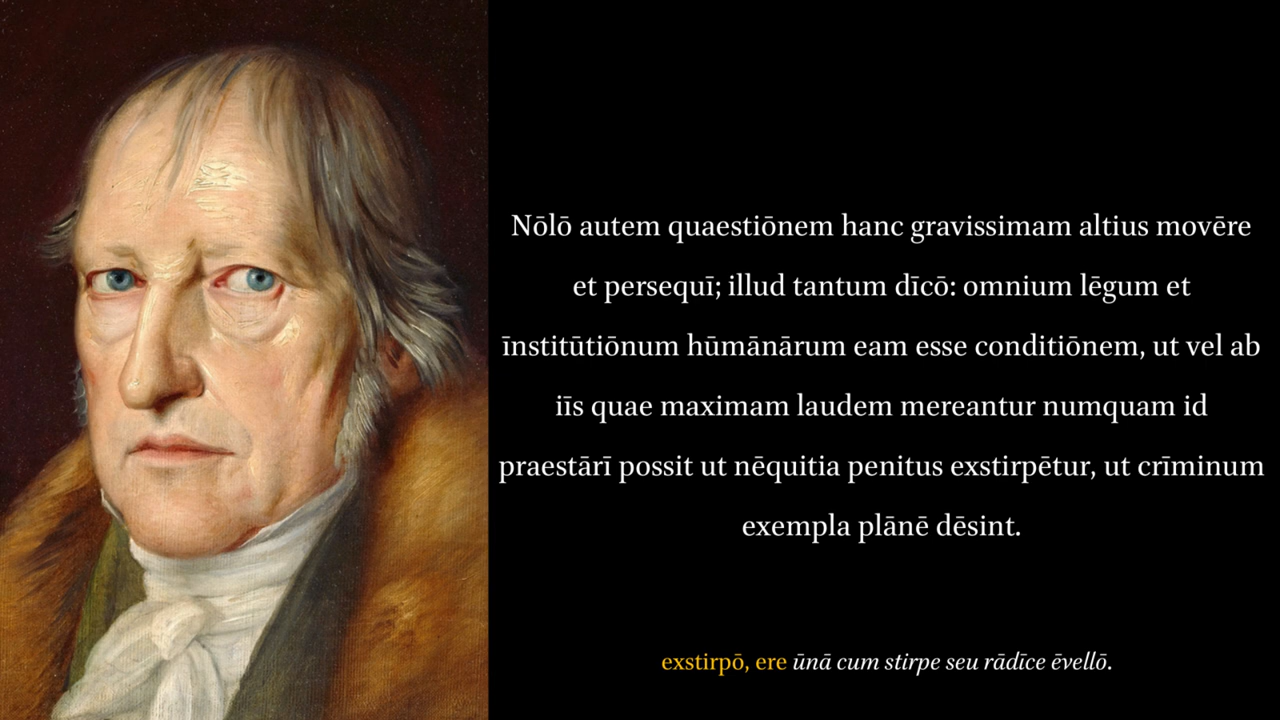 Nōlō autem quaestiōnem hanc gravissimam altius movēre
et persequī; illud tantum dīcō: omnium lēgum et
īnstitūtiōnum hūmānārum eam esse conditiōnem, ut vel ab
iīs quae maximam laudem mereantur numquam id
praestārī possit ut nēquitia penitus exstirpētur, ut crīminum
exempla plānē dēsint.
exstirpō, ere ūnā cum stirpe seu rādīce ēvellō.